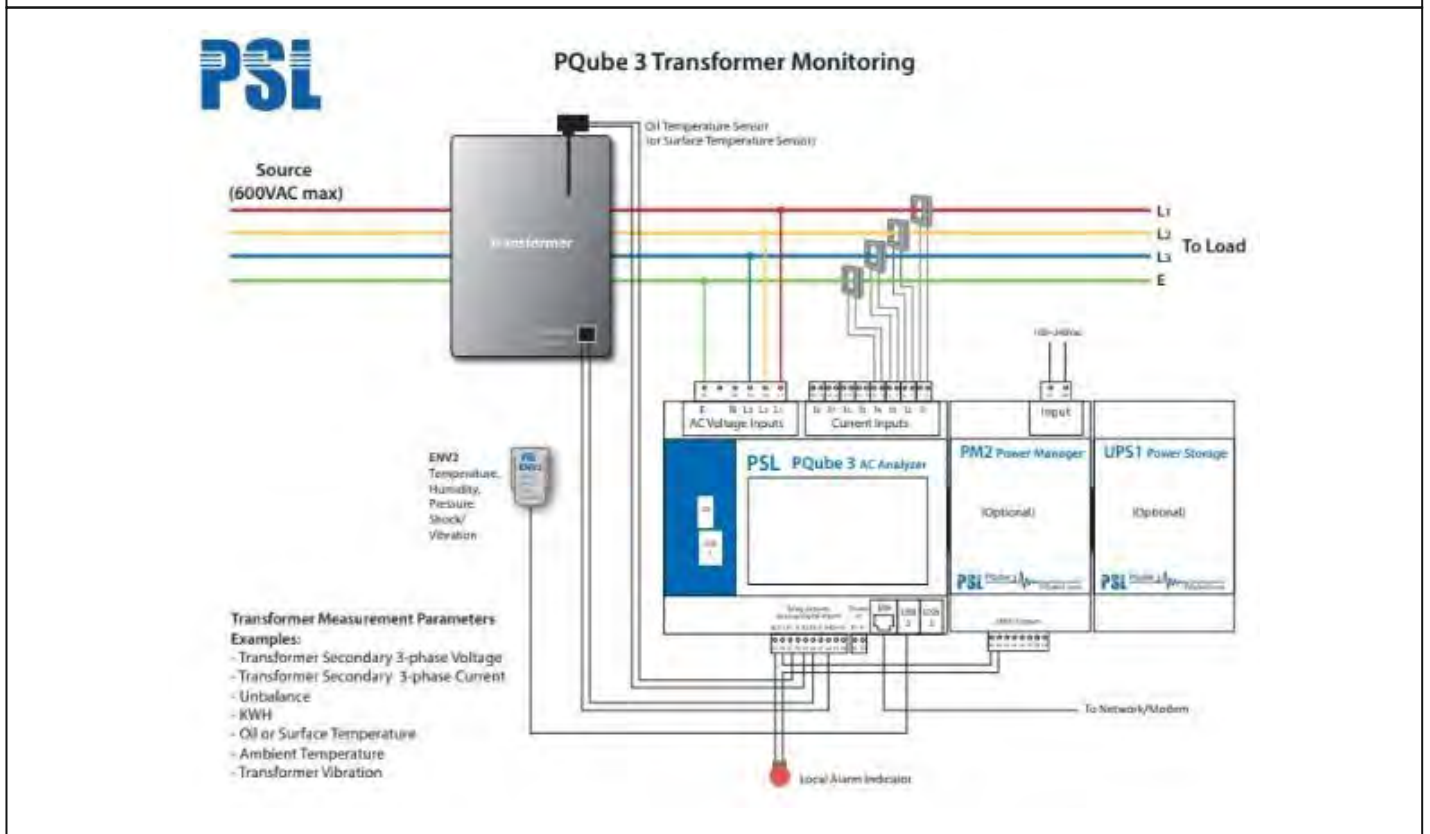 PSL
PQube 3 Transformer Monitoring
Oil Temperature Sensor
(or Surface Temperature Sensor)
Source
(600VAC max)
Transformer
L1
L2
L3
E
To Load
100~240Vac
E N L3 L2 L1
AC Voltage Inputs
Current Inputs
Input
PSL PQube 3 AC Analyzer
PM2 Power Manager
(Optional)
PSL
UPS1 Power Storage
(Optional)
PSL
ENV2
Temperature,
Humidity,
Pressure
Shock/
Vibration
USB
USB
To Network/Modem
Local Alarm Indicator
Transformer Measurement Parameters
Examples:
- Transformer Secondary 3-phase Voltage
- Transformer Secondary 3-phase Current
- Unbalance
- KWH
- Oil or Surface Temperature
- Ambient Temperature
- Transformer Vibration